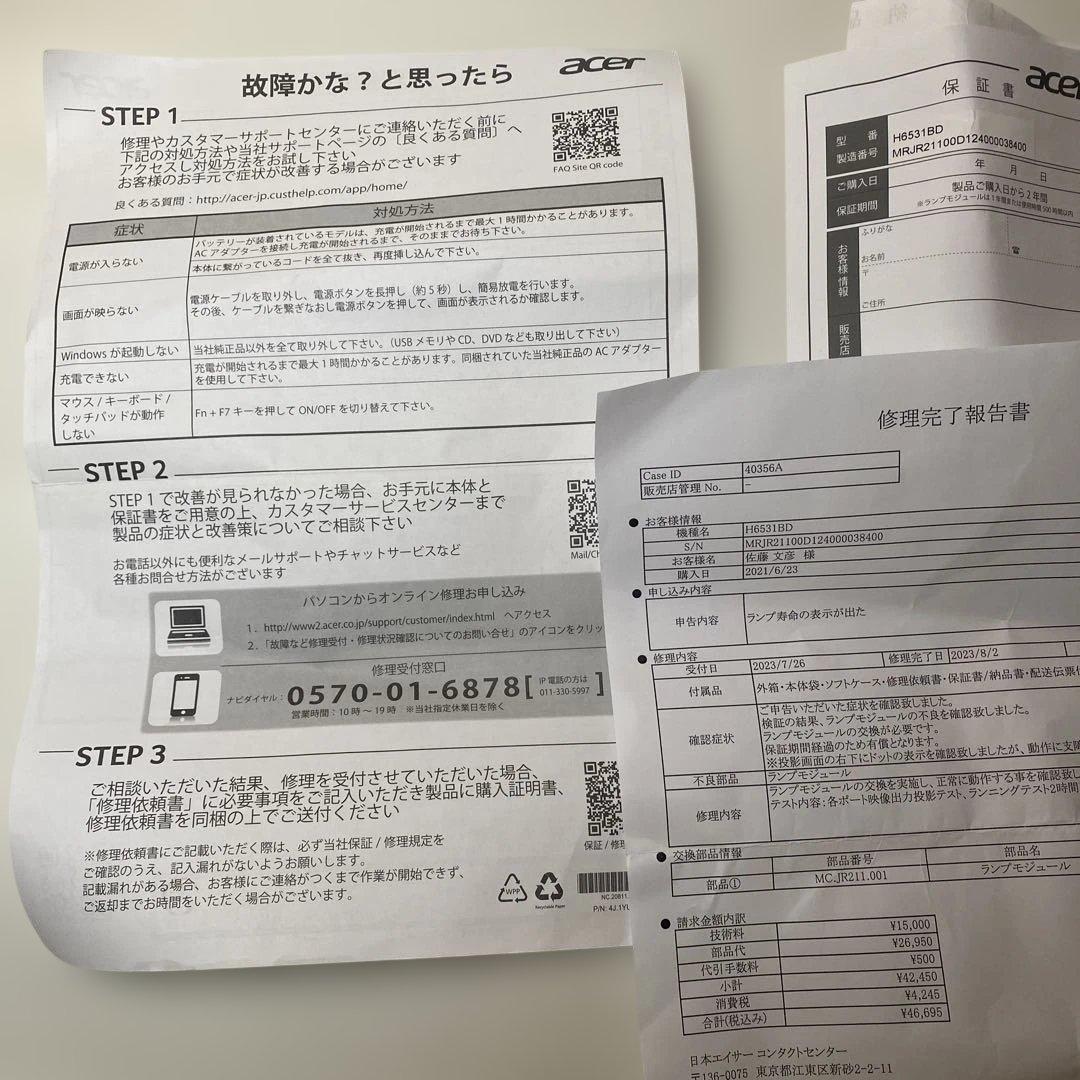 故障かな？と思ったら
acer
STEP 1
修理やカスタマーサポートセンターにご連絡いただく前に
下記の対処方法や当社サポートページの〔良くある質問〕へ
アクセスし対処方法をお試し下さい
お客様のお手元で症状が改善する場合がございます
FAQ Site QR code
良くある質問：http://acer-jp.custhelp.com/app/home/
症状
対処方法
電源が入らない
バッテリーが装着されているモデルは、充電が開始されるまで最大1時間かかることがあります。
ACアダプターを接続し充電が開始されるまで、そのままでお待ち下さい。
本体に繋がっているコードを全て抜き、再度挿し込んで下さい。
画面が映らない
電源ケーブルを取り外し、電源ボタンを長押し（約5秒）し、簡易放電を行います。
その後、ケーブルを繋ぎなおし電源ボタンを押して、画面が表示されるか確認します。
Windows が起動しない
当社純正品以外を全て取り外して下さい。（USBメモリやCD、DVDなども取り出して下さい）
充電できない
充電が開始されるまで最大1時間かかることがあります。同梱されていた当社純正品のACアダプター
を使用して下さい。
マウス / キーボード /
タッチパッドが動作
しない
Fn + F7 キーを押して ON/OFF を切り替えて下さい。
STEP 2
STEP 1で改善が見られなかった場合、お手元に本体と
保証書をご用意の上、カスタマーサービスセンターまで
製品の症状と改善策についてご相談下さい
Mail/Ch
お電話以外にも便利なメールサポートやチャットサービスなど
各種お問合せ方法がございます
パソコンからオンライン修理お申し込み
1．http://www2.acer.co.jp/support/customer/index.html　へアクセス
2．「故障など修理受付・修理状況確認についてのお問い合せ」のアイコンをクリッ
修理受付窓口
ナビダイヤル：0570-01-6878 [ IP電話の方は 011-330-5997 ]
営業時間：10時～19時　※当社指定休業日を除く
STEP 3
ご相談いただいた結果、修理を受付させていただいた場合、
「修理依頼書」に必要事項をご記入いただき製品に購入証明書、
修理依頼書を同梱の上でご送付ください
保証 / 修理
※修理依頼書にご記載いただく際は、必ず当社保証 / 修理規定を
ご確認のうえ、記入漏れがないようお願いします。
記載漏れがある場合、お客様にご連絡がつくまで作業が開始できず、
ご返却までお時間をいただく場合がございます。
WPP
Recyclable Paper
NC.20811.
P/N: 4J.1YU
保 証 書
acer
型　番
H6531BD
製造番号
MRJR21100D124000038400
ご購入日
年　月　日
保証期間
製品ご購入日から2年間
※ランプモジュールは1年間または使用時間500時間以内
お客様情報
ふりがな
お名前
☎
〒
ご住所
販売店
修理完了報告書
Case ID
40356A
販売店管理 No.
-
● お客様情報
機種名
H6531BD
S/N
MRJR21100D124000038400
お客様名
佐藤 文彦 様
購入日
2021/6/23
● 申し込み内容
申告内容
ランプ寿命の表示が出た
● 修理内容
受付日
2023/7/26
修理完了日
2023/8/2
付属品
外箱・本体袋・ソフトケース・修理依頼書・保証書/納品書・配送伝票
確認症状
ご申告いただいた症状を確認致しました。
検証の結果、ランプモジュールの不良を確認致しました。
ランプモジュールの交換が必要です。
保証期間経過のため有償となります。
※投影画面の右下にドットの表示を確認致しましたが、動作に支障
不良部品
ランプモジュール
修理内容
ランプモジュールの交換を実施し、正常に動作する事を確認致し
テスト内容：各ポート映像出力投影テスト、ランニングテスト2時間
● 交換部品情報
部品番号
部品名
部品①
MC.JR211.001
ランプモジュール
● 請求金額内訳
技術料
¥15,000
部品代
¥26,950
代引手数料
¥500
小計
¥42,450
消費税
¥4,245
合計(税込み)
¥46,695
日本エイサー コンタクトセンター
〒136-0075 東京都江東区新砂2-2-11